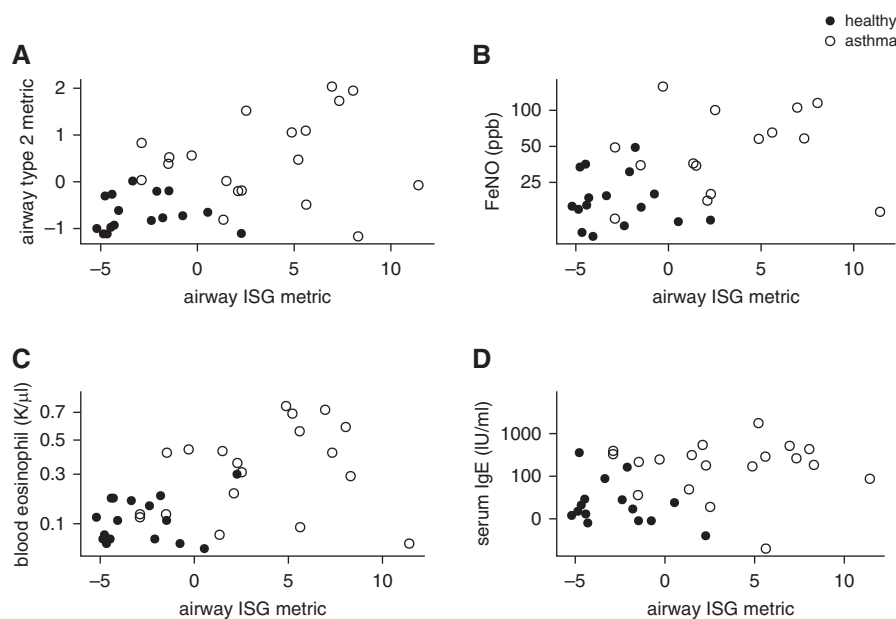 healthy
asthma
A
B
2
1
0
−1
airway type 2 metric
−5 0 5 10
airway ISG metric
100
50
25
FeNO (ppb)
−5 0 5 10
airway ISG metric
C
D
0.7
0.5
0.3
0.1
blood eosinophil (K/μl)
−5 0 5 10
airway ISG metric
1000
100
0
serum IgE (IU/ml)
−5 0 5 10
airway ISG metric